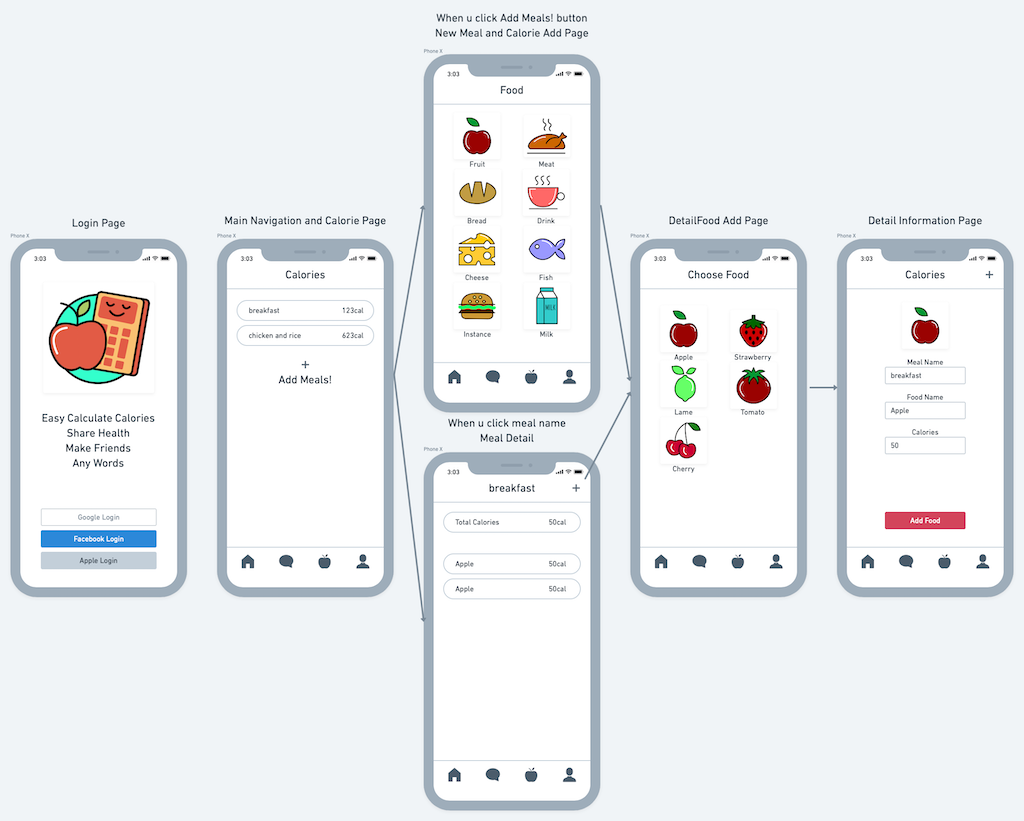 When u click Add Meals! button
New Meal and Calorie Add Page
Phone X
3:03
Food
Fruit
Meat
Bread
Drink
Cheese
Fish
Instance
MILK
Milk
Login Page
Phone X
3:03
Easy Calculate Calories
Share Health
Make Friends
Any Words
Google Login
Facebook Login
Apple Login
Main Navigation and Calorie Page
Phone X
3:03
Calories
breakfast 123cal
chicken and rice 623cal
+
Add Meals!
When u click meal name
Meal Detail
Phone X
3:03
breakfast +
Total Calories 50cal
Apple 50cal
Apple 50cal
DetailFood Add Page
Phone X
3:03
Choose Food
Apple
Strawberry
Lame
Tomato
Cherry
Detail Information Page
Phone X
3:03
Calories +
Meal Name
breakfast
Food Name
Apple
Calories
50
Add Food